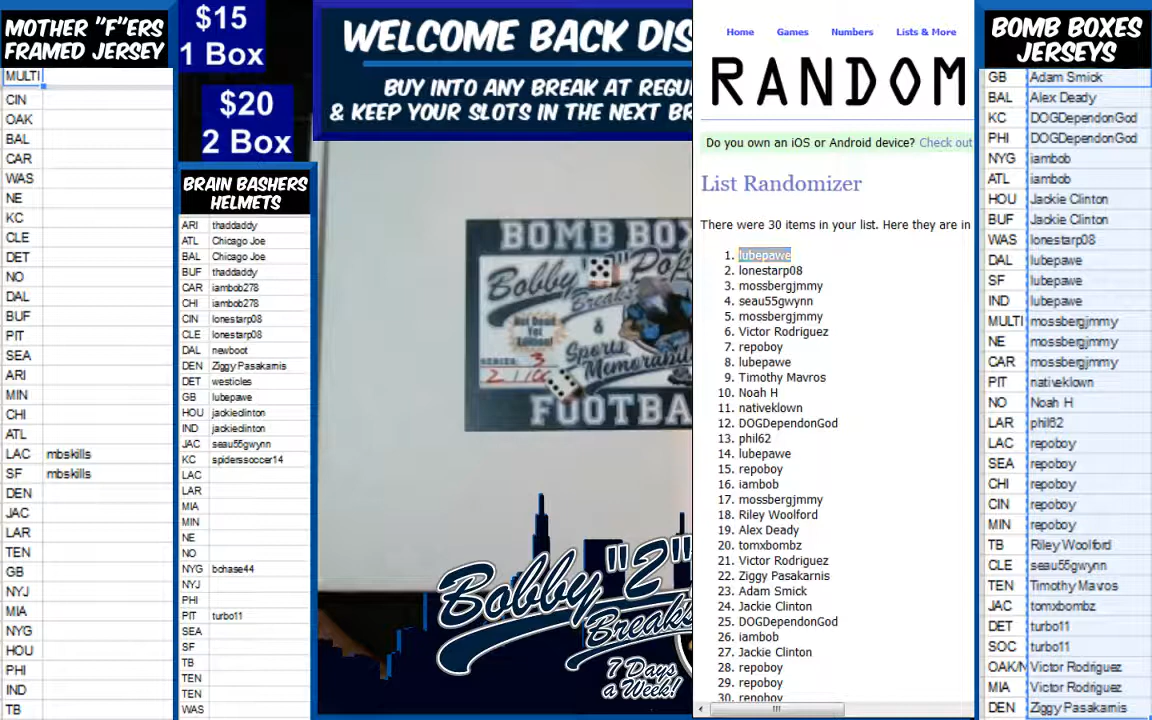 MOTHER "F"ERS
FRAMED JERSEY
MULTI
CIN
OAK
BAL
CAR
WAS
NE
KC
CLE
DET
NO
DAL
BUF
PIT
SEA
ARI
MIN
CHI
ATL
LAC mbskills
SF mbskills
DEN
JAC
LAR
TEN
GB
NYJ
MIA
NYG
HOU
PHI
IND
TB
$15
1 Box
$20
2 Box
BRAIN BASHERS
HELMETS
ARI thaddaddy
ATL Chicago Joe
BAL Chicago Joe
BUF thaddaddy
CAR iambob278
CHI iambob278
CIN lonestarp08
CLE lonestarp08
DAL newboot
DEN Ziggy Pasakarnis
DET westicles
GB lubepawe
HOU jackieclinton
IND jackieclinton
JAC seau55gwynn
KC spiderssoccer14
LAC
LAR
MIA
MIN
NE
NO
NYG bchase44
NYJ
PHI
PIT turbo11
SEA
SF
TB
TEN
TEN
WAS
WELCOME BACK DIS
BUY INTO ANY BREAK AT REGU
& KEEP YOUR SLOTS IN THE NEXT BR
BOMB BOX
Bobby
Breaks
&
Sports
Memorabil
SERIES 3
FOOTBA
Bobby "2"
Breaks
7 Days
a Week!
Home Games Numbers Lists & More
RANDOM
Do you own an iOS or Android device? Check out
List Randomizer
There were 30 items in your list. Here they are in
1. lubepawe
2. lonestarp08
3. mossbergjmmy
4. seau55gwynn
5. mossbergjmmy
6. Victor Rodriguez
7. repoboy
8. lubepawe
9. Timothy Mavros
10. Noah H
11. nativeklown
12. DOGDependonGod
13. phil62
14. lubepawe
15. repoboy
16. iambob
17. mossbergjmmy
18. Riley Woolford
19. Alex Deady
20. tomxbombz
21. Victor Rodriguez
22. Ziggy Pasakarnis
23. Adam Smick
24. Jackie Clinton
25. DOGDependonGod
26. iambob
27. Jackie Clinton
28. repoboy
29. repoboy
30. repoboy
BOMB BOXES
JERSEYS
GB Adam Smick
BAL Alex Deady
KC DOGDependonGod
PHI DOGDependonGod
NYG iambob
ATL iambob
HOU Jackie Clinton
BUF Jackie Clinton
WAS lonestarp08
DAL lubepawe
SF lubepawe
IND lubepawe
MULTI mossbergjmmy
NE mossbergjmmy
CAR mossbergjmmy
PIT nativeklown
NO Noah H
LAR phil62
LAC repoboy
SEA repoboy
CHI repoboy
CIN repoboy
MIN repoboy
TB Riley Woolford
CLE seau55gwynn
TEN Timothy Mavros
JAC tomxbombz
DET turbo11
SOC turbo11
OAK/N Victor Rodriguez
MIA Victor Rodriguez
DEN Ziggy Pasakarnis